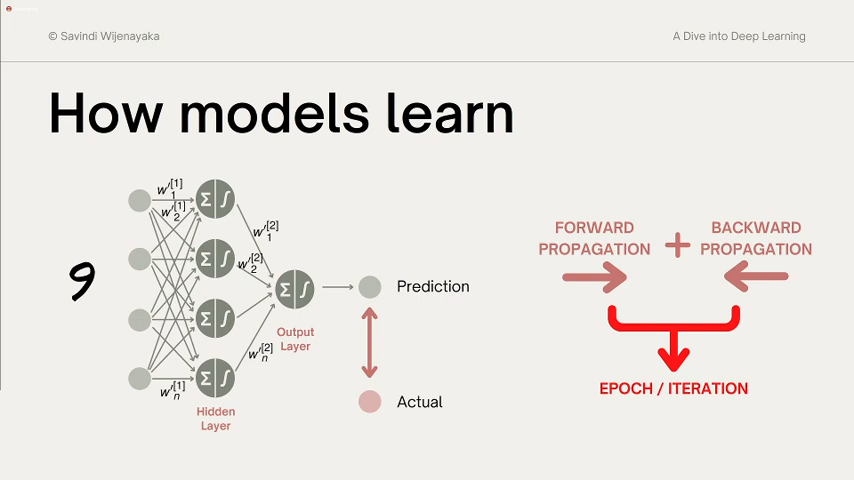 © Savindi Wijenayaka
A Dive into Deep Learning
How models learn
9
w'[1]1
w'[1]2
w'[1]n
Σ ∫
Σ ∫
Σ ∫
Σ ∫
Hidden
Layer
w'[2]1
w'[2]2
w'[2]n
Σ ∫
Output
Layer
Prediction
Actual
FORWARD
PROPAGATION
+
BACKWARD
PROPAGATION
EPOCH / ITERATION